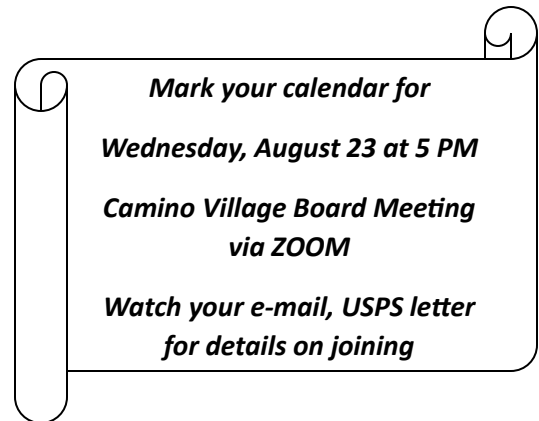 Mark your calendar for
Wednesday, August 23 at 5 PM
Camino Village Board Meeting
via ZOOM
Watch your e-mail, USPS letter
for details on joining